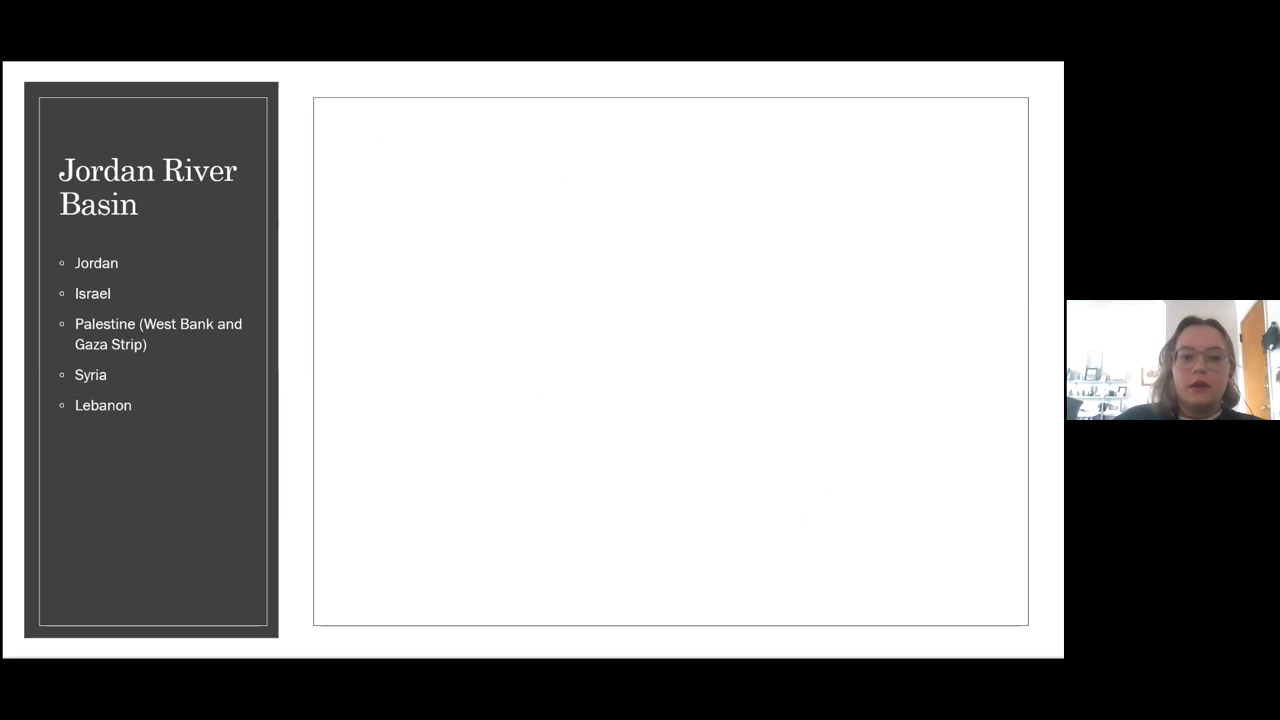 Jordan River
Basin
Jordan
Israel
Palestine (West Bank and
Gaza Strip)
Syria
Lebanon